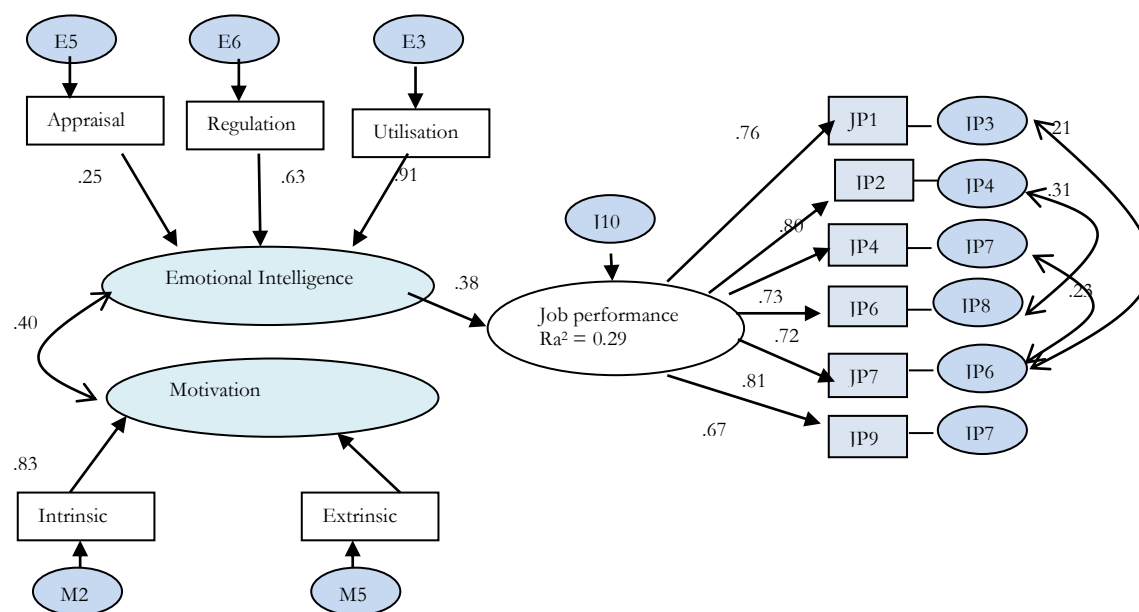 E5
E6
E3
Appraisal
Regulation
Utilisation
.25
.63
.91
Emotional Intelligence
.40
.38
Motivation
.83
Intrinsic
Extrinsic
M2
M5
J10
Job performance
Ra² = 0.29
.76
.80
.73
.72
.81
.67
JP1
JP3
.21
JP2
JP4
.31
JP4
JP7
.23
JP6
JP8
JP7
JP6
JP9
JP7